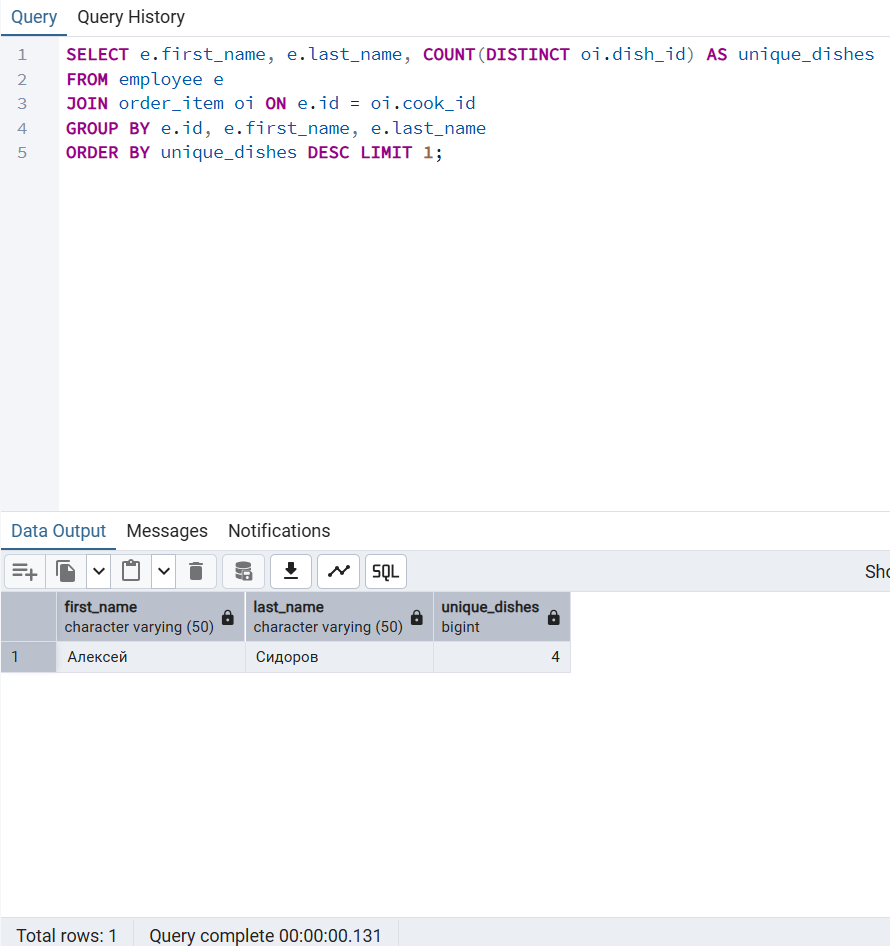 Query Query History
1 SELECT e.first_name, e.last_name, COUNT(DISTINCT oi.dish_id) AS unique_dishes
2 FROM employee e
3 JOIN order_item oi ON e.id = oi.cook_id
4 GROUP BY e.id, e.first_name, e.last_name
5 ORDER BY unique_dishes DESC LIMIT 1;
Data Output Messages Notifications
SQL Sho
first_name last_name unique_dishes
character varying (50) character varying (50) bigint
1 Алексей Сидоров 4
Total rows: 1 Query complete 00:00:00.131